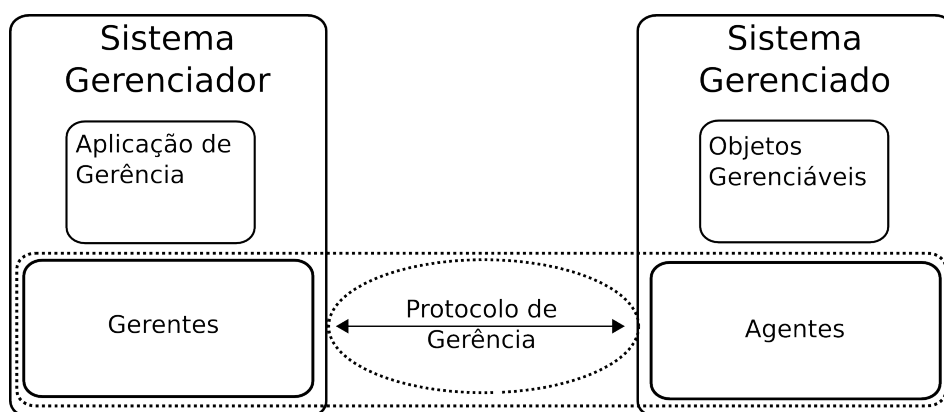 Sistema
Gerenciador
Aplicação de
Gerência
Gerentes
Protocolo de
Gerência
Sistema
Gerenciado
Objetos
Gerenciáveis
Agentes